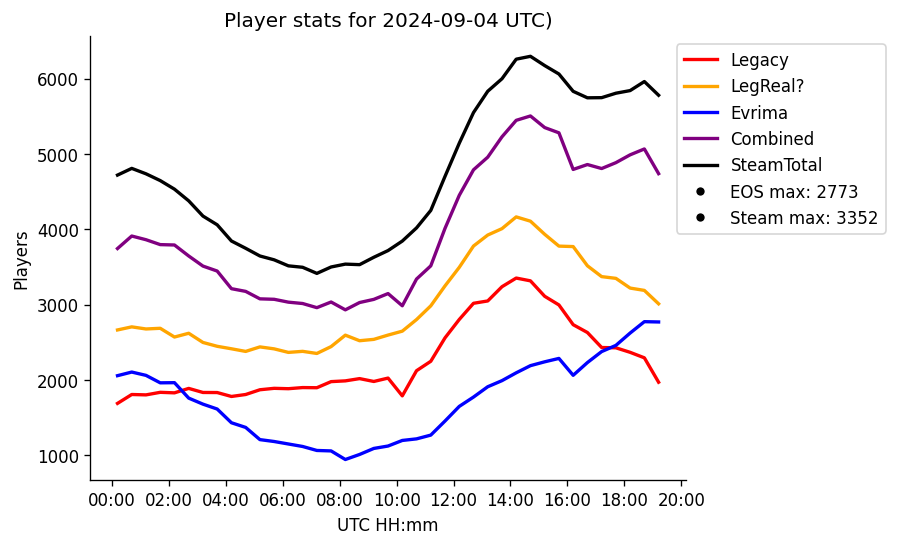 Player stats for 2024-09-04 UTC)
Legacy
LegReal?
Evrima
Combined
SteamTotal
EOS max: 2773
Steam max: 3352
Players
6000
5000
4000
3000
2000
1000
00:00 02:00 04:00 06:00 08:00 10:00 12:00 14:00 16:00 18:00 20:00
UTC HH:mm